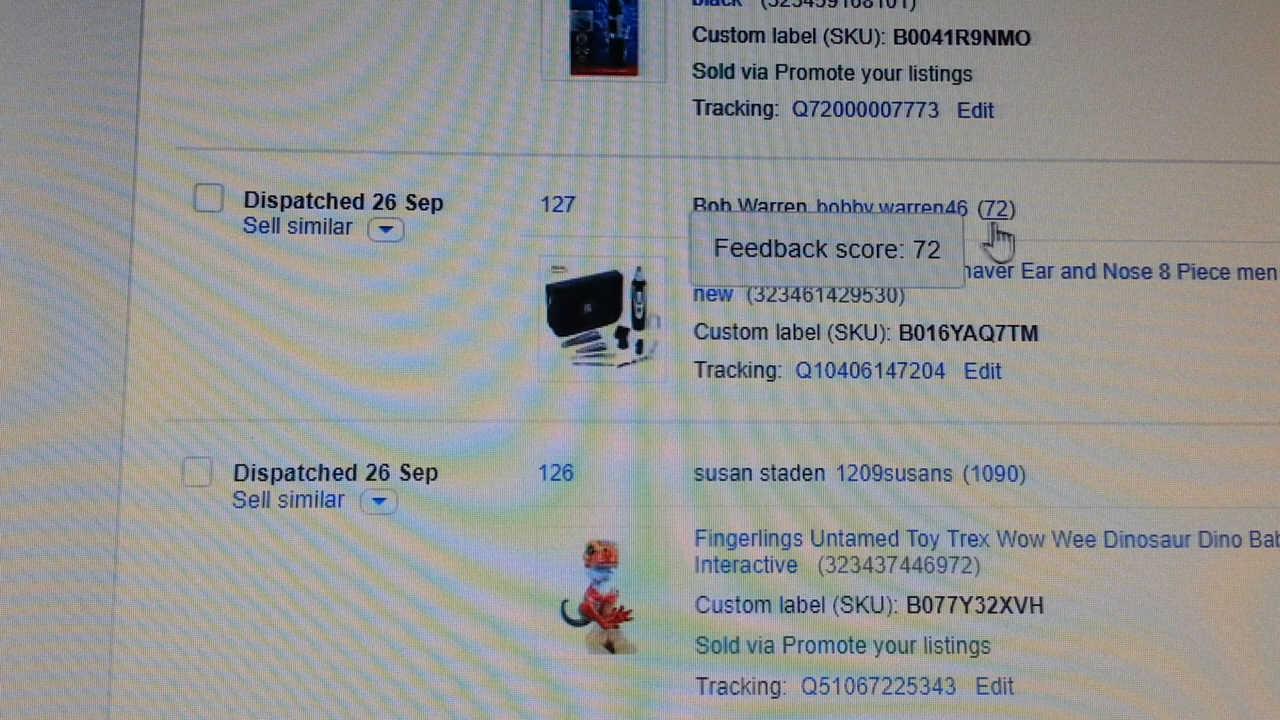 black (323459168101)
Custom label (SKU): B0041R9NMO
Sold via Promote your listings
Tracking: Q72000007773 Edit
Dispatched 26 Sep
Sell similar
127
Bob Warren bobby.warren46 (72)
Feedback score: 72
haver Ear and Nose 8 Piece men
new (323461429530)
Custom label (SKU): B016YAQ7TM
Tracking: Q10406147204 Edit
Dispatched 26 Sep
Sell similar
126
susan staden 1209susans (1090)
Fingerlings Untamed Toy Trex Wow Wee Dinosaur Dino Bab
Interactive (323437446972)
Custom label (SKU): B077Y32XVH
Sold via Promote your listings
Tracking: Q51067225343 Edit